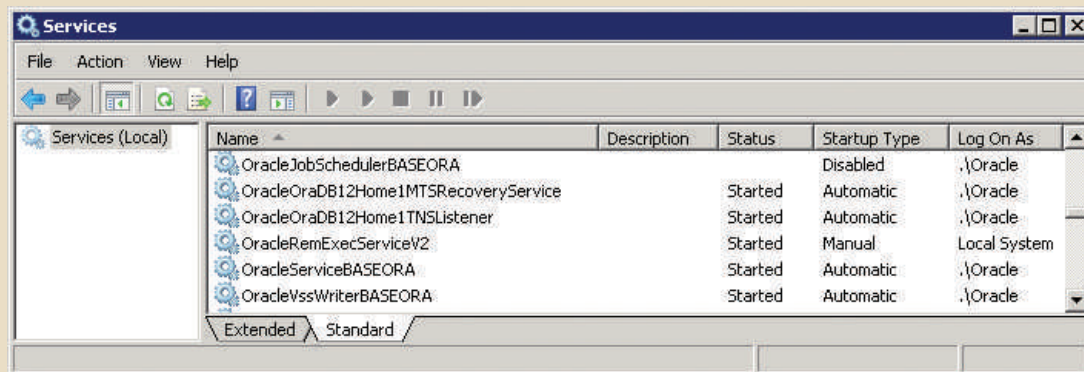 Services
File Action View Help
Services (Local)
Name Description Status Startup Type Log On As
OracleJobSchedulerBASEORA Disabled .\Oracle
OracleOraDB12Home1MTSRecoveryService Started Automatic .\Oracle
OracleOraDB12Home1TNSListener Started Automatic .\Oracle
OracleRemExecServiceV2 Started Manual Local System
OracleServiceBASEORA Started Automatic .\Oracle
OracleVssWriterBASEORA Started Automatic .\Oracle
Extended Standard